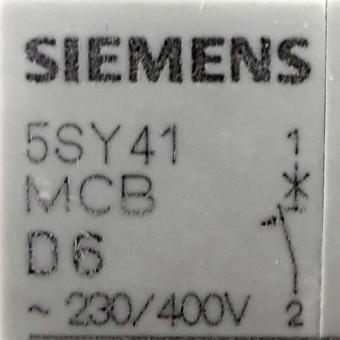 SIEMENS
5SY41 1
MCB
D6
~ 230/400V 2